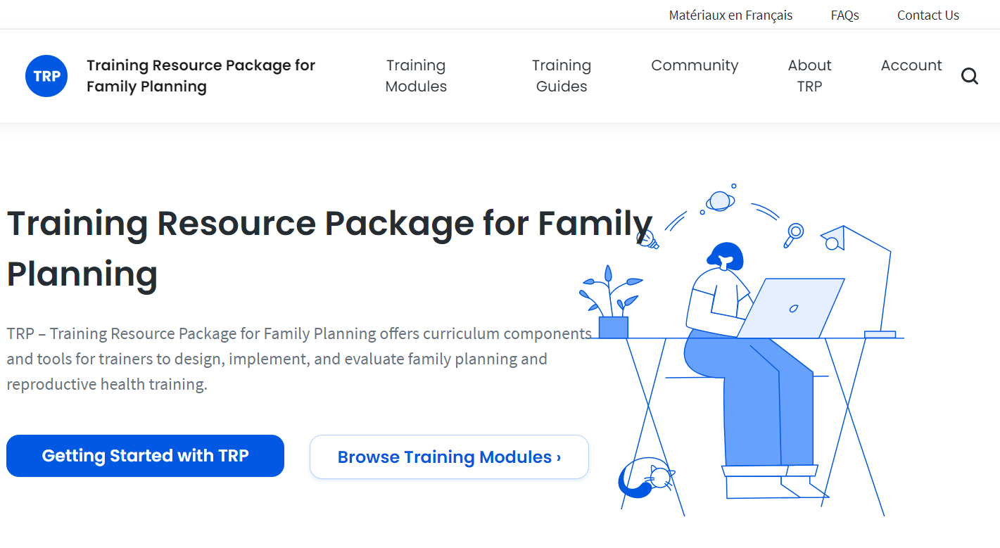 Matériaux en Français FAQs Contact Us
TRP
Training Resource Package for
Family Planning
Training
Modules
Training
Guides
Community
About
TRP
Account
Training Resource Package for Family
Planning
TRP – Training Resource Package for Family Planning offers curriculum components
and tools for trainers to design, implement, and evaluate family planning and
reproductive health training.
Getting Started with TRP
Browse Training Modules ›